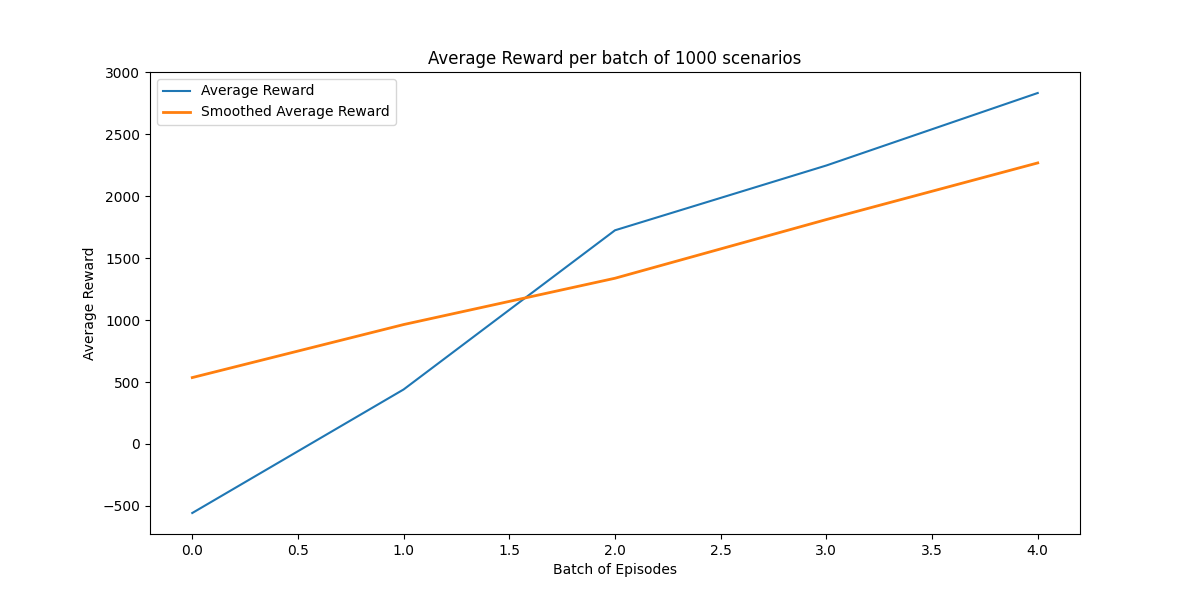 Average Reward per batch of 1000 scenarios
Average Reward
Smoothed Average Reward
3000
2500
2000
1500
1000
500
0
−500
Average Reward
0.0 0.5 1.0 1.5 2.0 2.5 3.0 3.5 4.0
Batch of Episodes